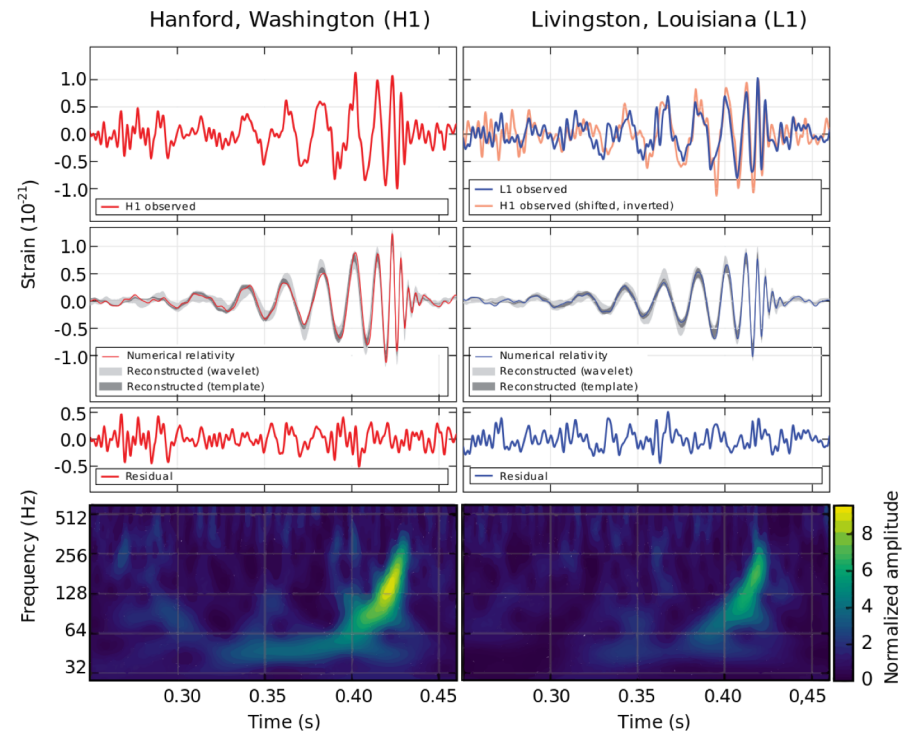 Hanford, Washington (H1)
Livingston, Louisiana (L1)
Strain (10-21)
1.0
0.5
0.0
-0.5
-1.0
H1 observed
L1 observed
H1 observed (shifted, inverted)
1.0
0.5
0.0
-0.5
-1.0
Numerical relativity
Reconstructed (wavelet)
Reconstructed (template)
Numerical relativity
Reconstructed (wavelet)
Reconstructed (template)
0.5
0.0
-0.5
Residual
Residual
Frequency (Hz)
512
256
128
64
32
0.30
0.35
0.40
0.45
Time (s)
0.30
0.35
0.40
0,45
Time (s)
Normalized amplitude
8
6
4
2
0